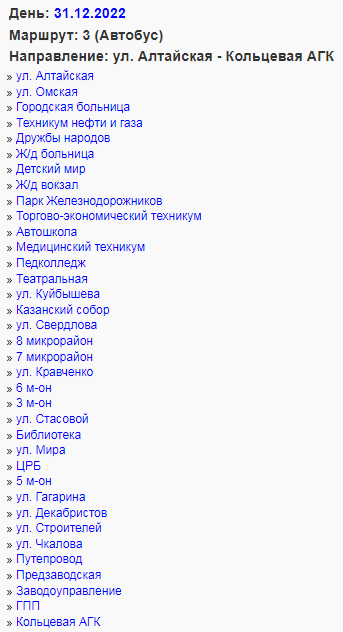 День: 31.12.2022
Маршрут: 3 (Автобус)
Направление: ул. Алтайская - Кольцевая АГК
» ул. Алтайская
» ул. Омская
» Городская больница
» Техникум нефти и газа
» Дружбы народов
» Ж/д больница
» Детский мир
» Ж/д вокзал
» Парк Железнодорожников
» Торгово-экономический техникум
» Автошкола
» Медицинский техникум
» Педколледж
» Театральная
» ул. Куйбышева
» Казанский собор
» ул. Свердлова
» 8 микрорайон
» 7 микрорайон
» ул. Кравченко
» 6 м-он
» 3 м-он
» ул. Стасовой
» Библиотека
» ул. Мира
» ЦРБ
» 5 м-он
» ул. Гагарина
» ул. Декабристов
» ул. Строителей
» ул. Чкалова
» Путепровод
» Предзаводская
» Заводоуправление
» ГПП
» Кольцевая АГК